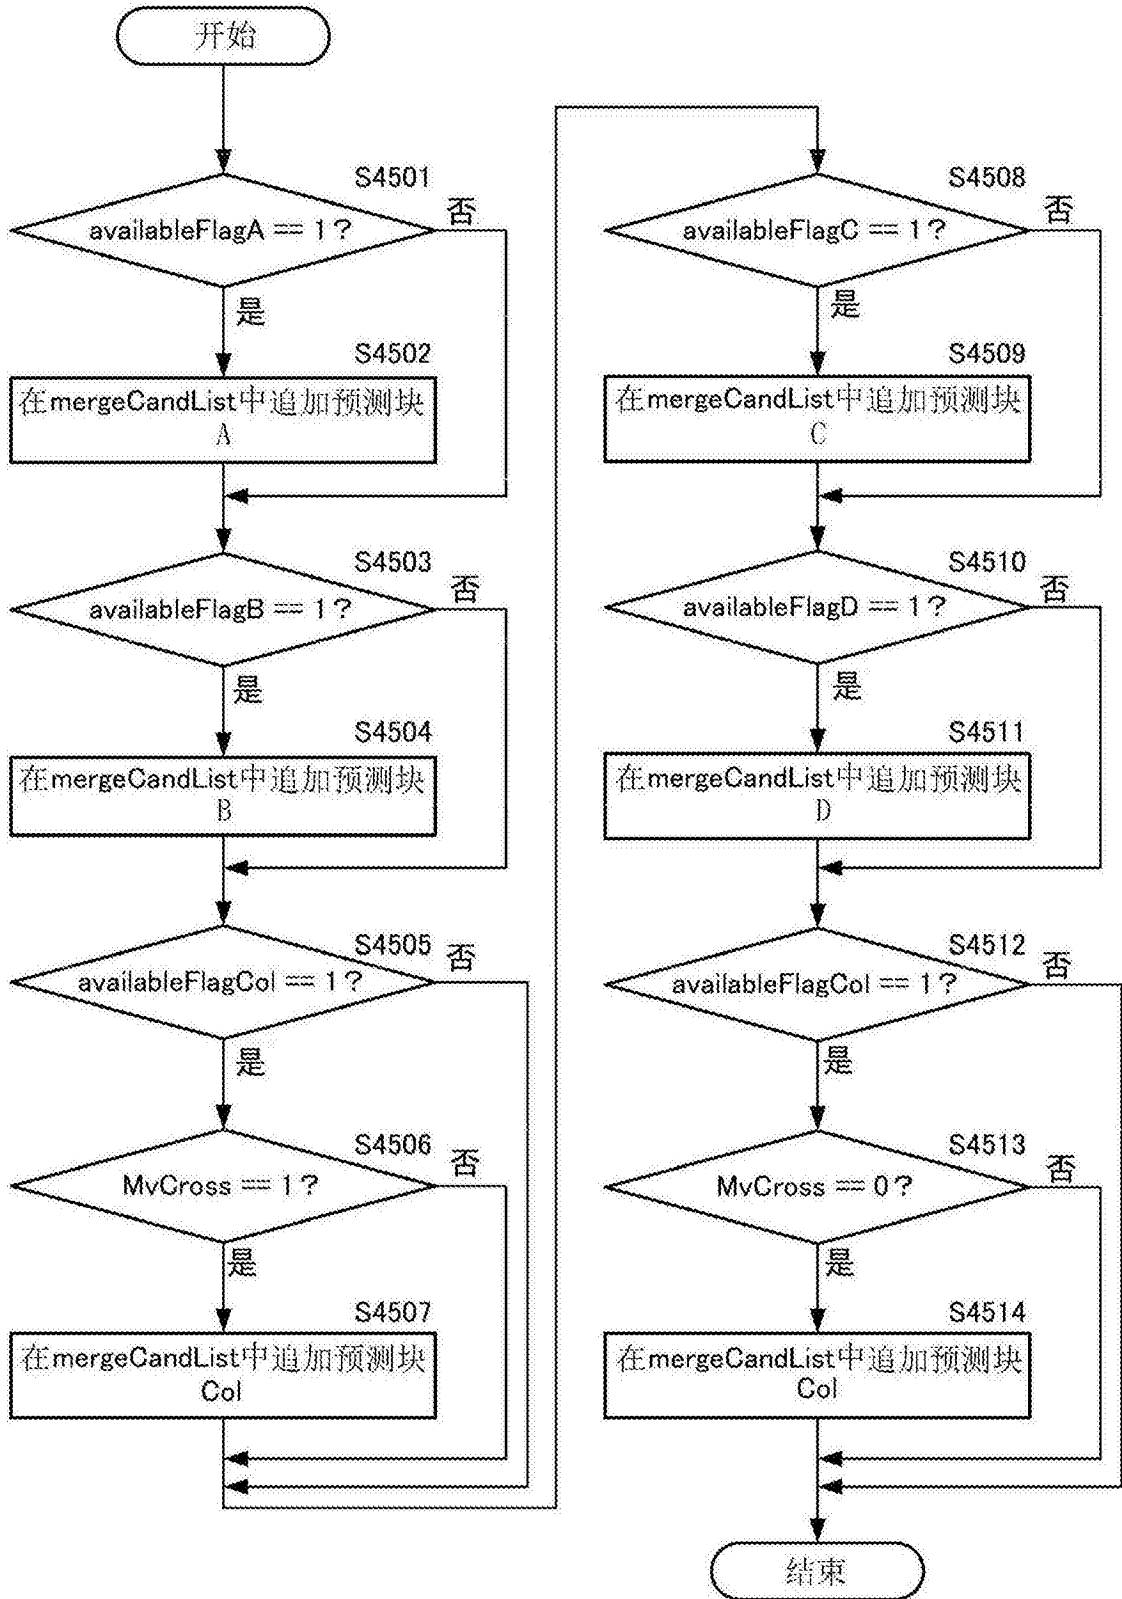 开始
S4501
availableFlagA == 1?
否
是
S4502
在mergeCandList中追加预测块
A
S4503
availableFlagB == 1?
否
是
S4504
在mergeCandList中追加预测块
B
S4505
availableFlagCol == 1?
否
是
S4506
MvCross == 1?
否
是
S4507
在mergeCandList中追加预测块
Col
S4508
availableFlagC == 1?
否
是
S4509
在mergeCandList中追加预测块
C
S4510
availableFlagD == 1?
否
是
S4511
在mergeCandList中追加预测块
D
S4512
availableFlagCol == 1?
否
是
S4513
MvCross == 0?
否
是
S4514
在mergeCandList中追加预测块
Col
结束